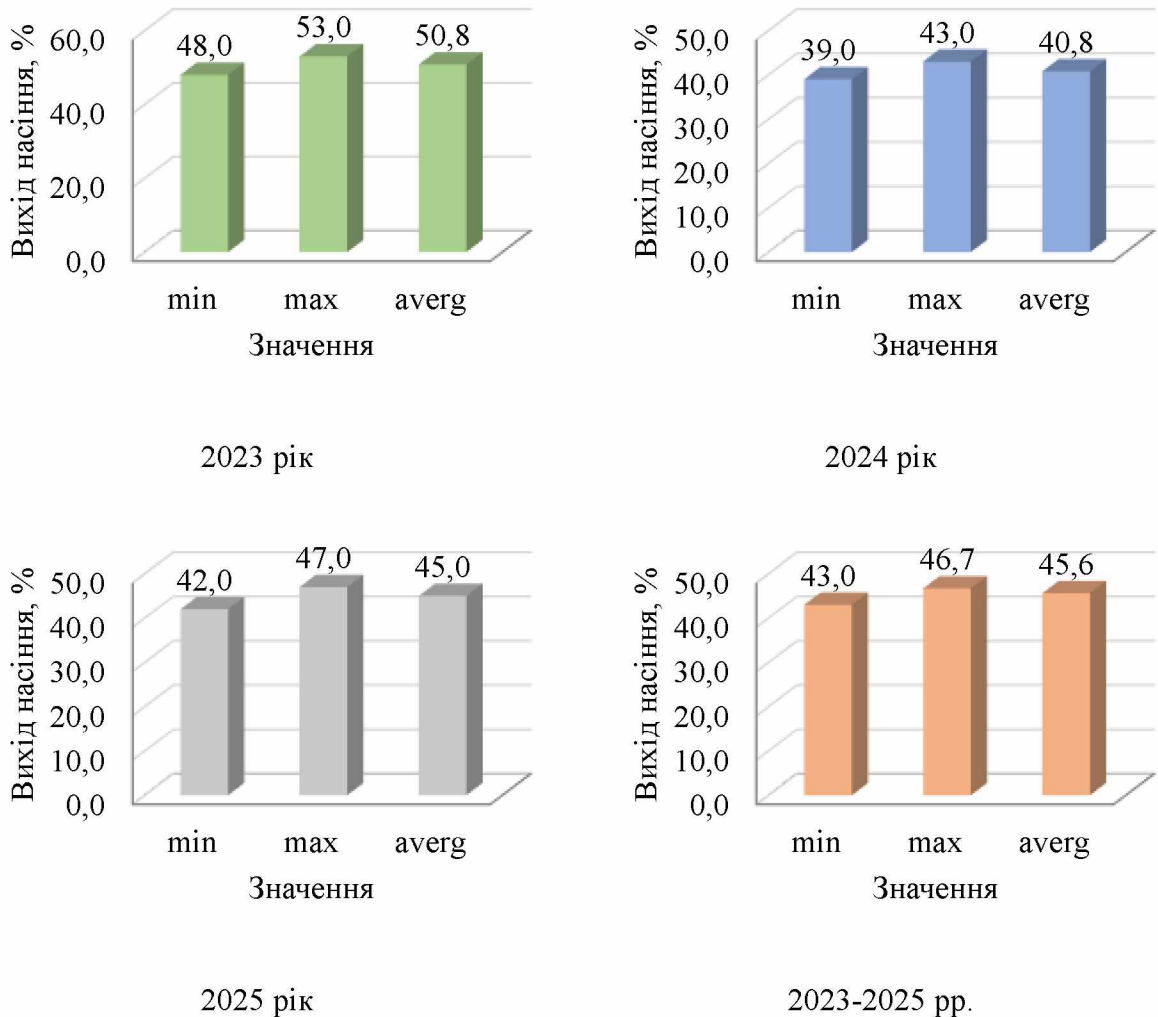 Вихід насіння, %
60,0
40,0
20,0
0,0
48,0
53,0
50,8
min max averg
Значення
2023 рік
Вихід насіння, %
50,0
40,0
30,0
20,0
10,0
0,0
39,0
43,0
40,8
min max averg
Значення
2024 рік
Вихід насіння, %
50,0
40,0
30,0
20,0
10,0
0,0
42,0
47,0
45,0
min max averg
Значення
2025 рік
Вихід насіння, %
50,0
40,0
30,0
20,0
10,0
0,0
43,0
46,7
45,6
min max averg
Значення
2023-2025 рр.